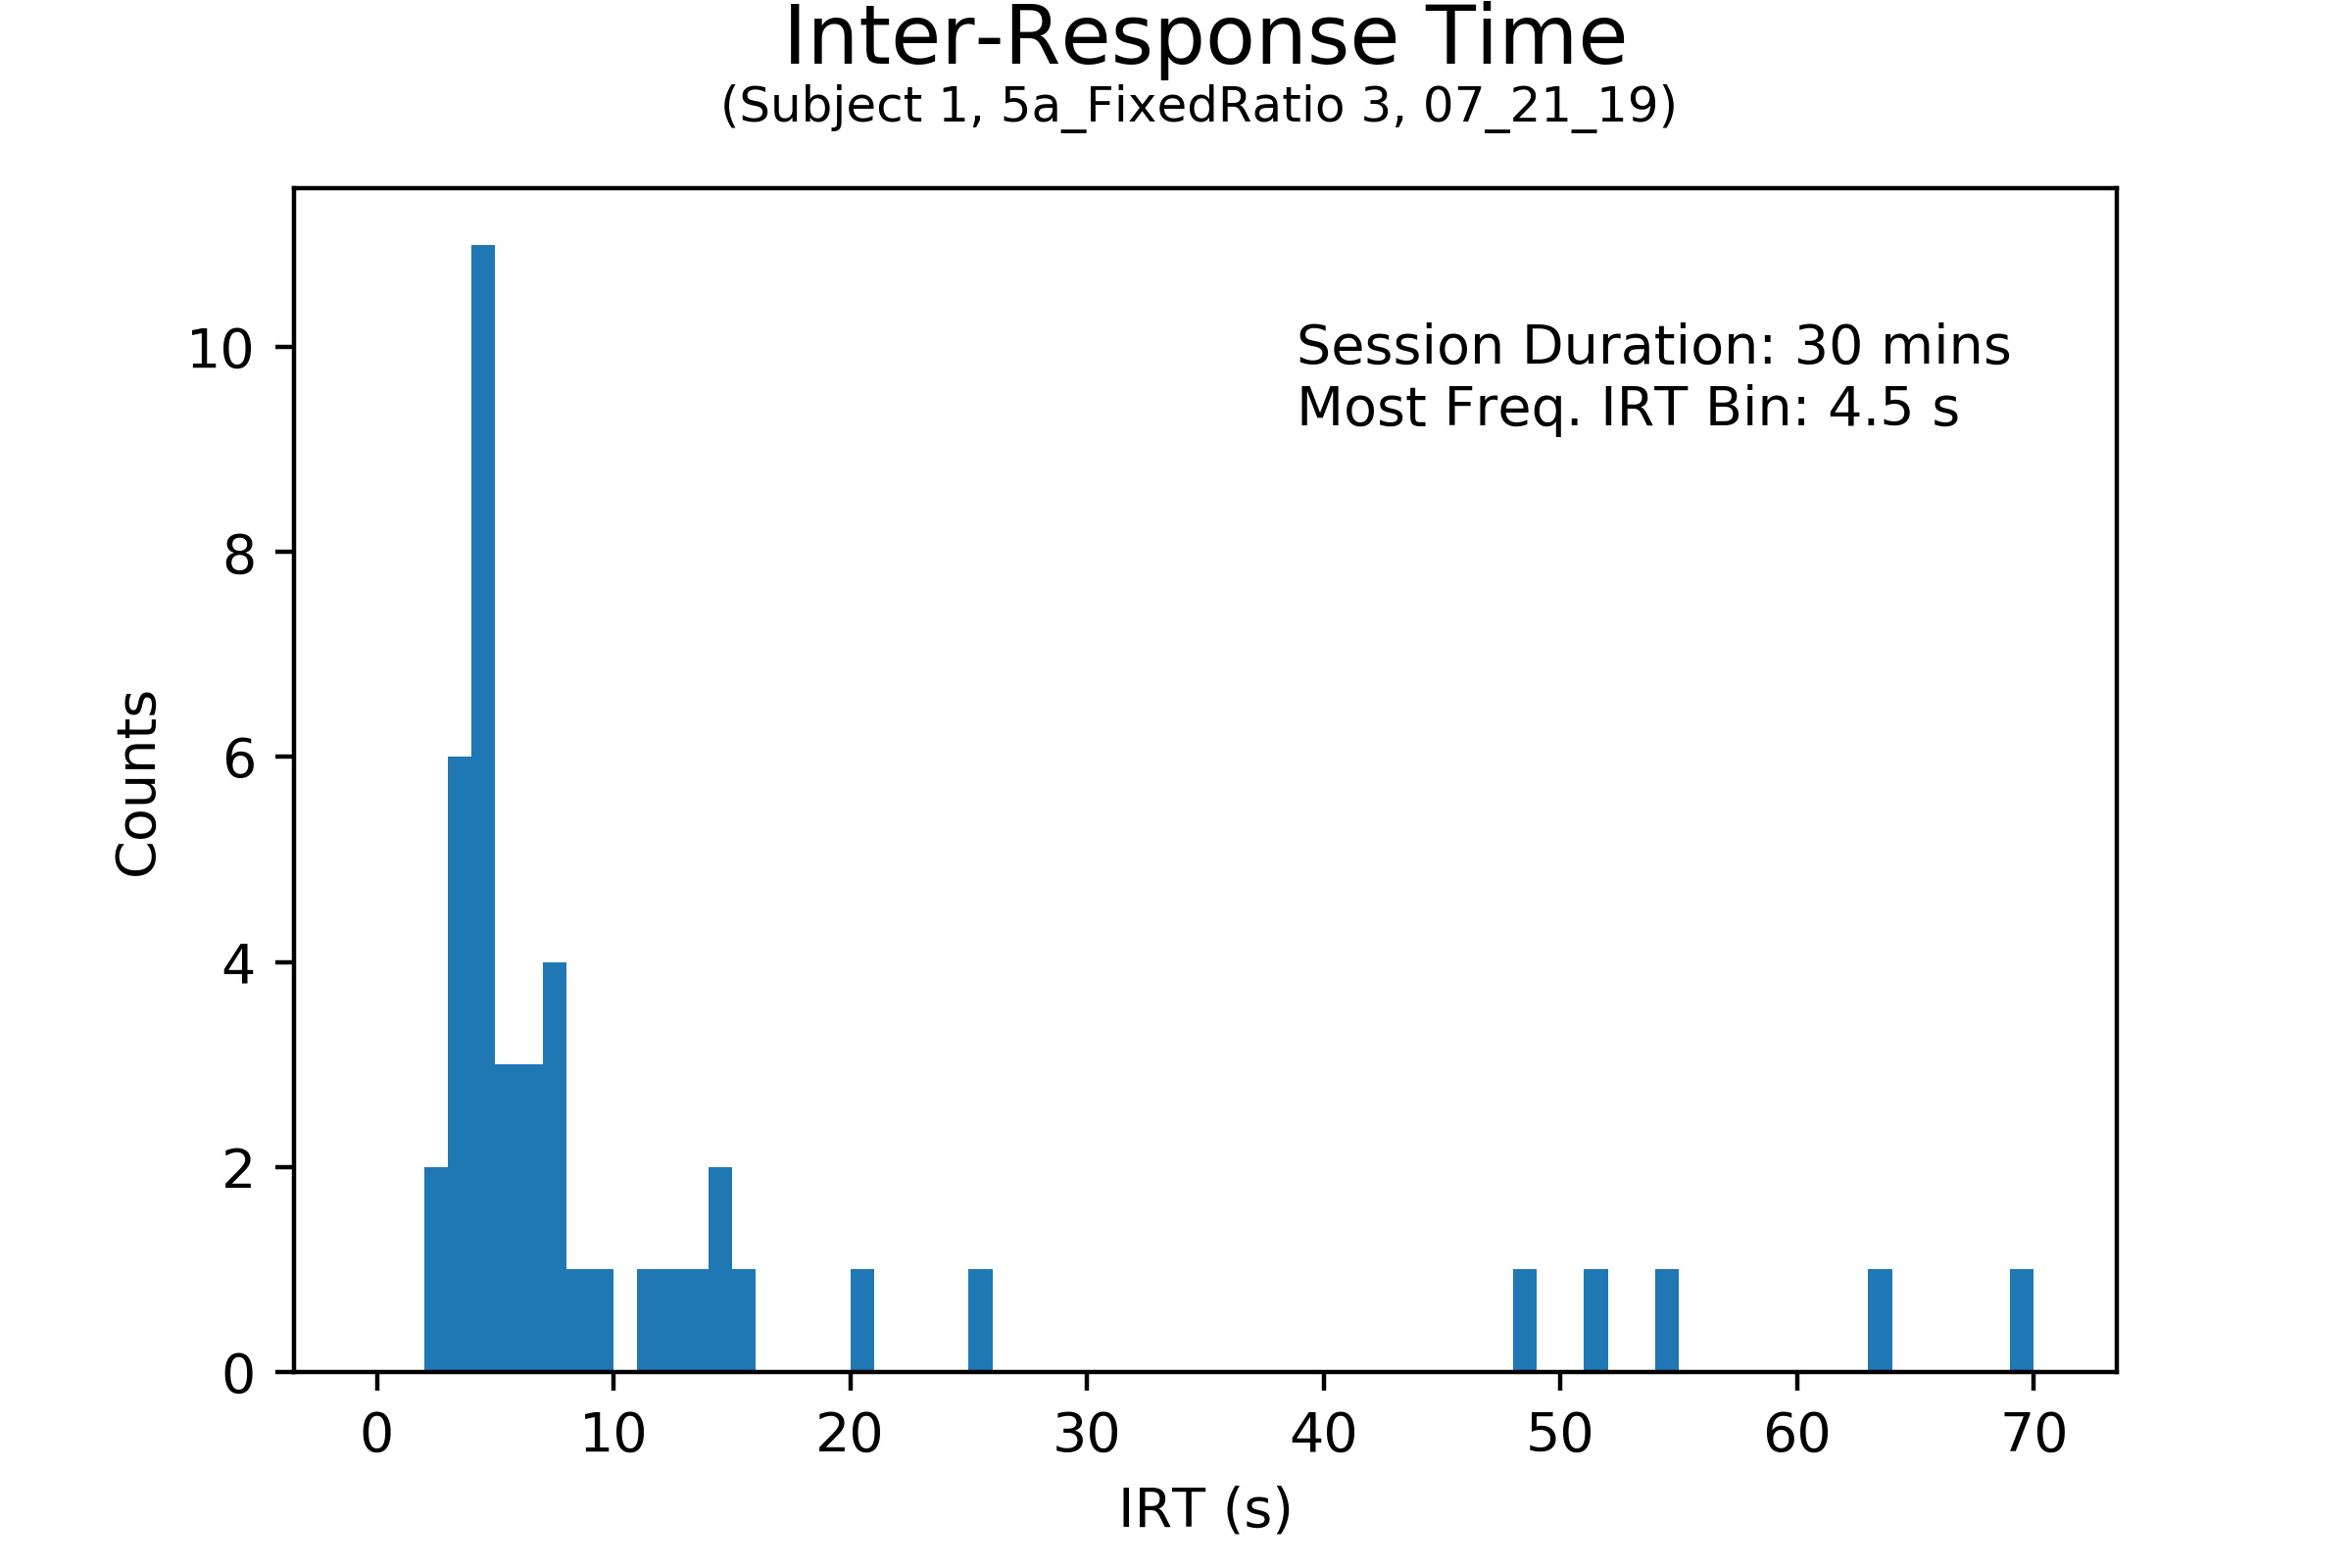 Inter-Response Time
(Subject 1, 5a_FixedRatio 3, 07_21_19)
Session Duration: 30 mins
Most Freq. IRT Bin: 4.5 s
Counts
10
8
6
4
2
0
0 10 20 30 40 50 60 70
IRT (s)